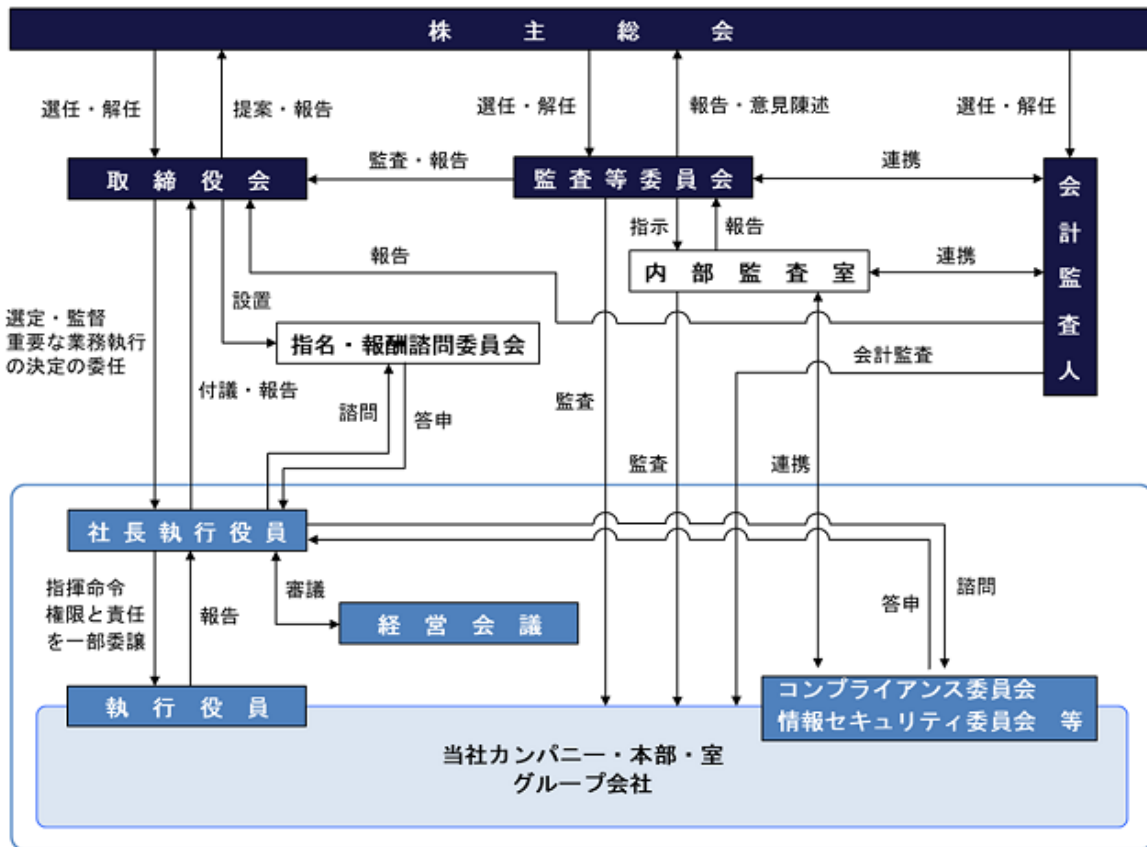 株主総会
選任・解任
提案・報告
選任・解任
報告・意見陳述
選任・解任
取締役会
監査・報告
監査等委員会
連携
会計監査人
指示
報告
報告
内部監査室
連携
設置
選定・監督
重要な業務執行
の決定の委任
指名・報酬諮問委員会
会計監査
付議・報告
諮問
答申
監査
監査
連携
社長執行役員
指揮命令
権限と責任
を一部委譲
報告
審議
経営会議
答申
諮問
執行役員
コンプライアンス委員会
情報セキュリティ委員会 等
当社カンパニー・本部・室
グループ会社